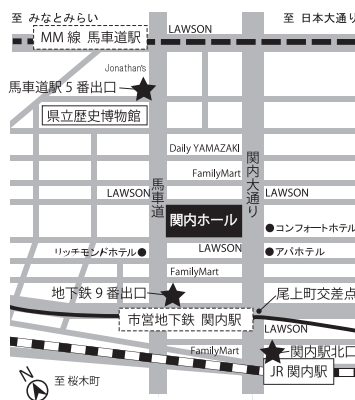 至 みなとみらい
至 日本大通り
LAWSON
MM 線 馬車道駅
Jonathan's
馬車道駅 5 番出口
県立歴史博物館
Daily YAMAZAKI
FamilyMart
馬車道
関内大通り
LAWSON
LAWSON
関内ホール
コンフォートホテル
リッチモンドホテル
LAWSON
アパホテル
FamilyMart
地下鉄 9 番出口
尾上町交差点
市営地下鉄 関内駅
LAWSON
FamilyMart
関内駅北口
JR 関内駅
N
至 桜木町